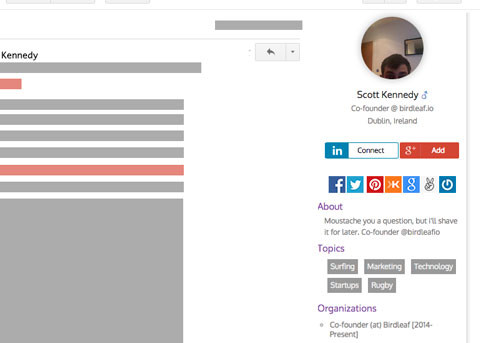 Kennedy
Scott Kennedy
Co-founder @ birdleaf.io
Dublin, Ireland
in Connect
g+ Add
About
Moustache you a question, but i'll shave
it for later. Co-founder @birdleafio
Topics
Surfing Marketing Technology
Startups Rugby
Organizations
Co-founder (at) Birdleaf [2014-
Present]